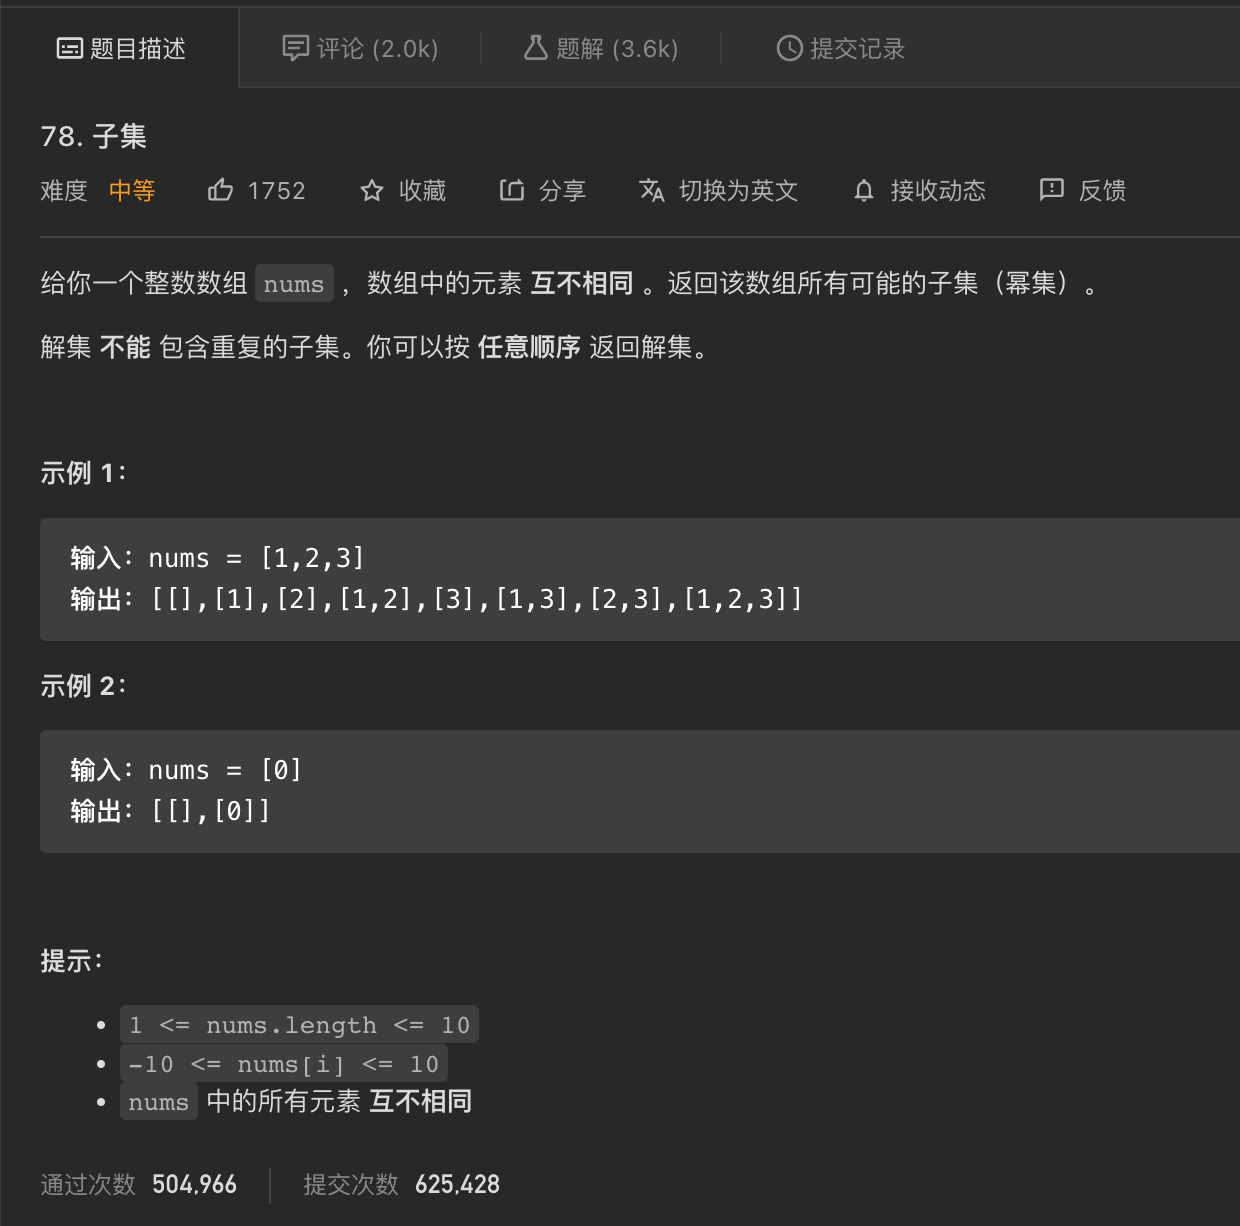 题目描述 评论 (2.0k) 题解 (3.6k) 提交记录
78. 子集
难度 中等 1752 收藏 分享 切换为英文 接收动态 反馈
给你一个整数数组 nums ，数组中的元素 互不相同 。返回该数组所有可能的子集（幂集）。
解集 不能 包含重复的子集。你可以按 任意顺序 返回解集。
示例 1：
输入：nums = [1,2,3]
输出：[[],[1],[2],[1,2],[3],[1,3],[2,3],[1,2,3]]
示例 2：
输入：nums = [0]
输出：[[],[0]]
提示：
1 <= nums.length <= 10
-10 <= nums[i] <= 10
nums 中的所有元素 互不相同
通过次数 504,966 提交次数 625,428